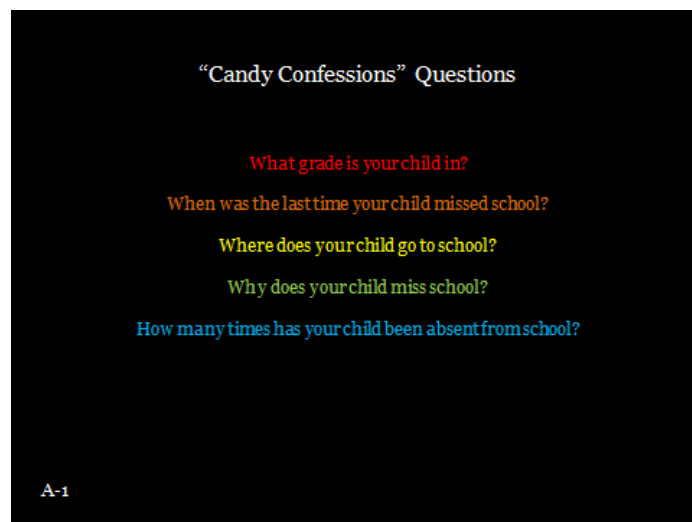 “Candy Confessions” Questions
What grade is your child in?
When was the last time your child missed school?
Where does your child go to school?
Why does your child miss school?
How many times has your child been absent from school?
A-1